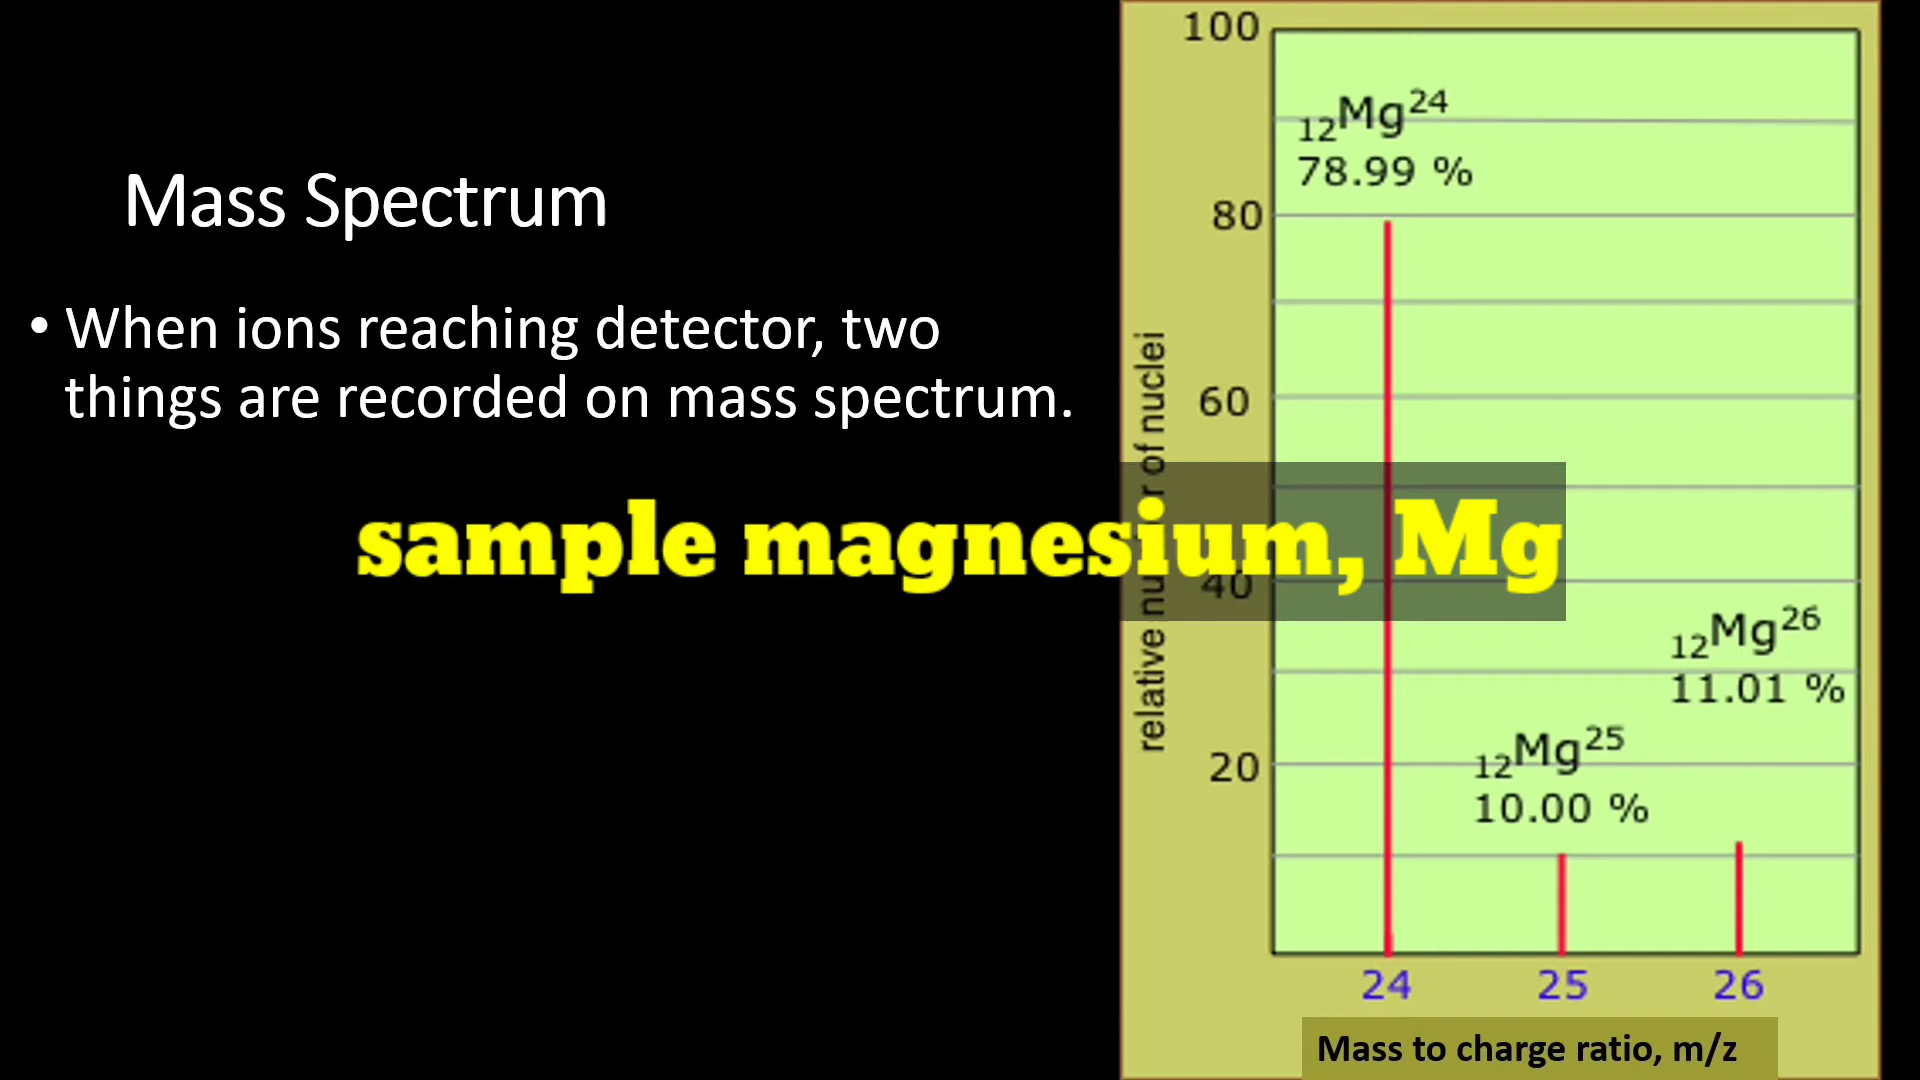 Mass Spectrum
• When ions reaching detector, two
things are recorded on mass spectrum.
sample magnesium, Mg
100
80
60
40
20
relative nu r of nuclei
₁₂Mg²⁴
78.99 %
₁₂Mg²⁶
11.01 %
₁₂Mg²⁵
10.00 %
24 25 26
Mass to charge ratio, m/z